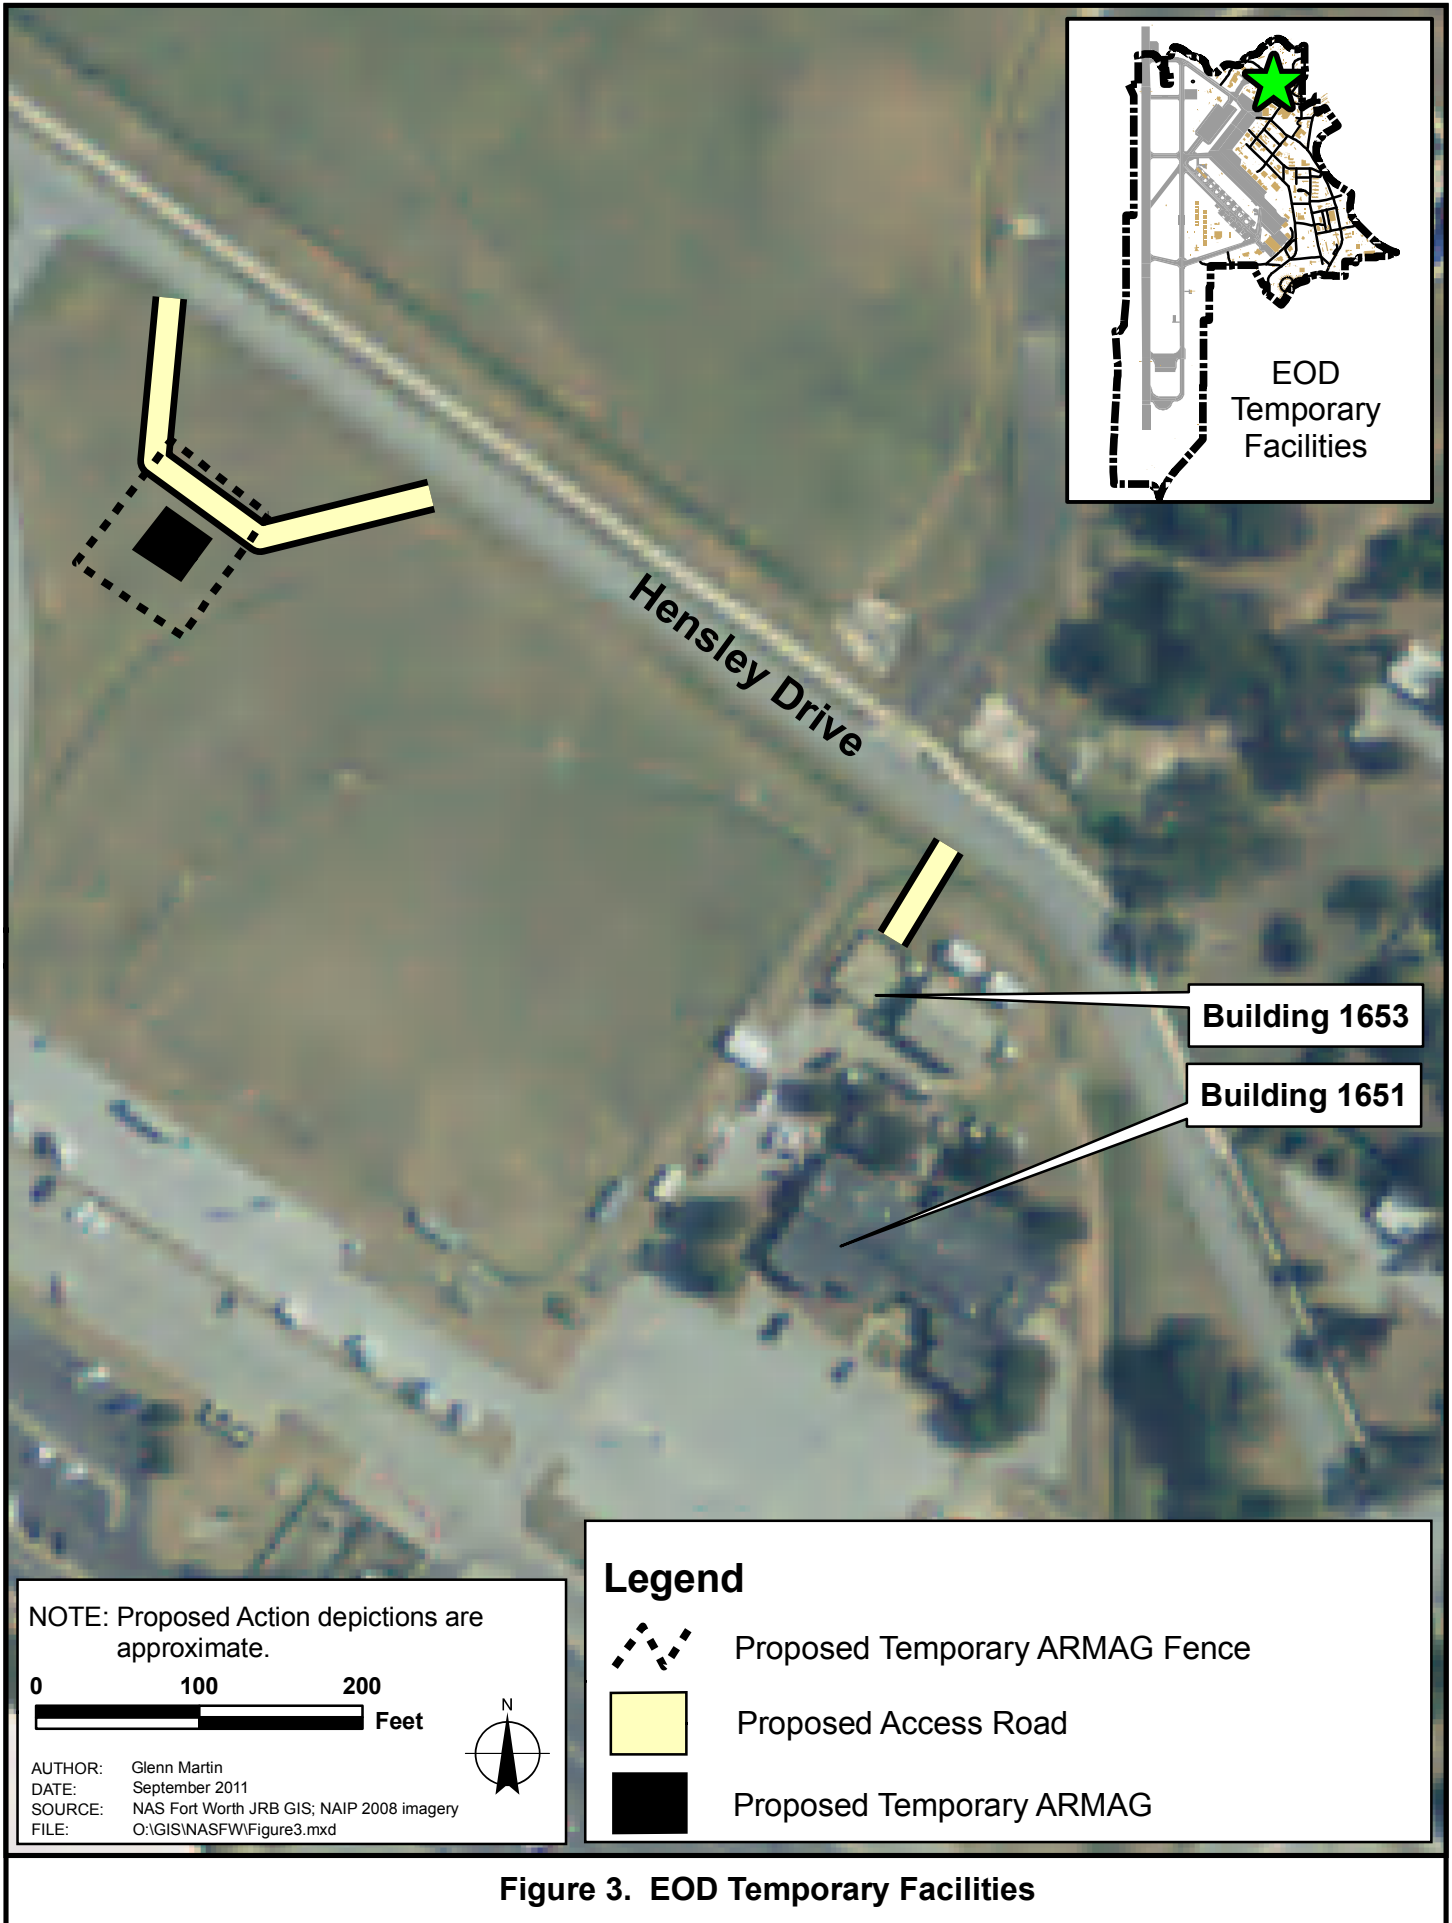 EOD
Temporary
Facilities
Hensley Drive
Building 1653
Building 1651
NOTE: Proposed Action depictions are
approximate.
0 100 200
Feet
N
AUTHOR: Glenn Martin
DATE: September 2011
SOURCE: NAS Fort Worth JRB GIS; NAIP 2008 imagery
FILE: O:\GIS\NASFW\Figure3.mxd
Legend
Proposed Temporary ARMAG Fence
Proposed Access Road
Proposed Temporary ARMAG
Figure 3. EOD Temporary Facilities